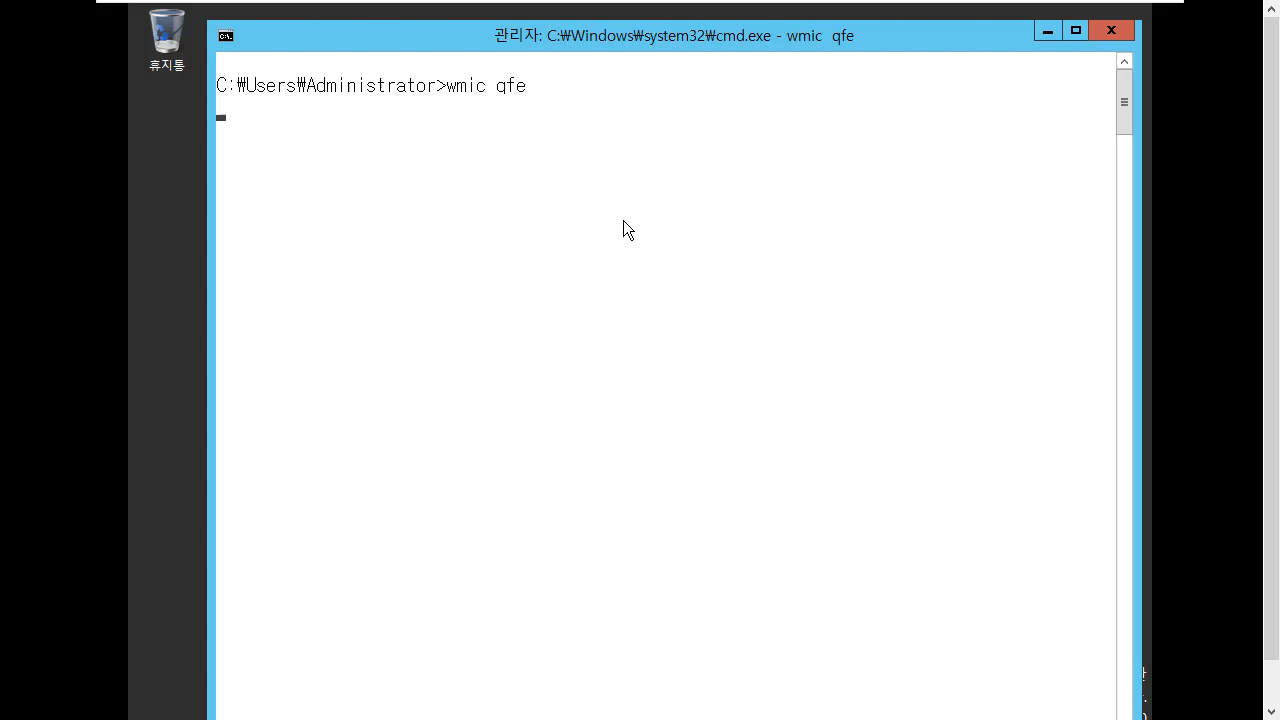 관리자: C:₩Windows₩system32₩cmd.exe - wmic  qfe
휴지통
C:₩Users₩Administrator>wmic qfe